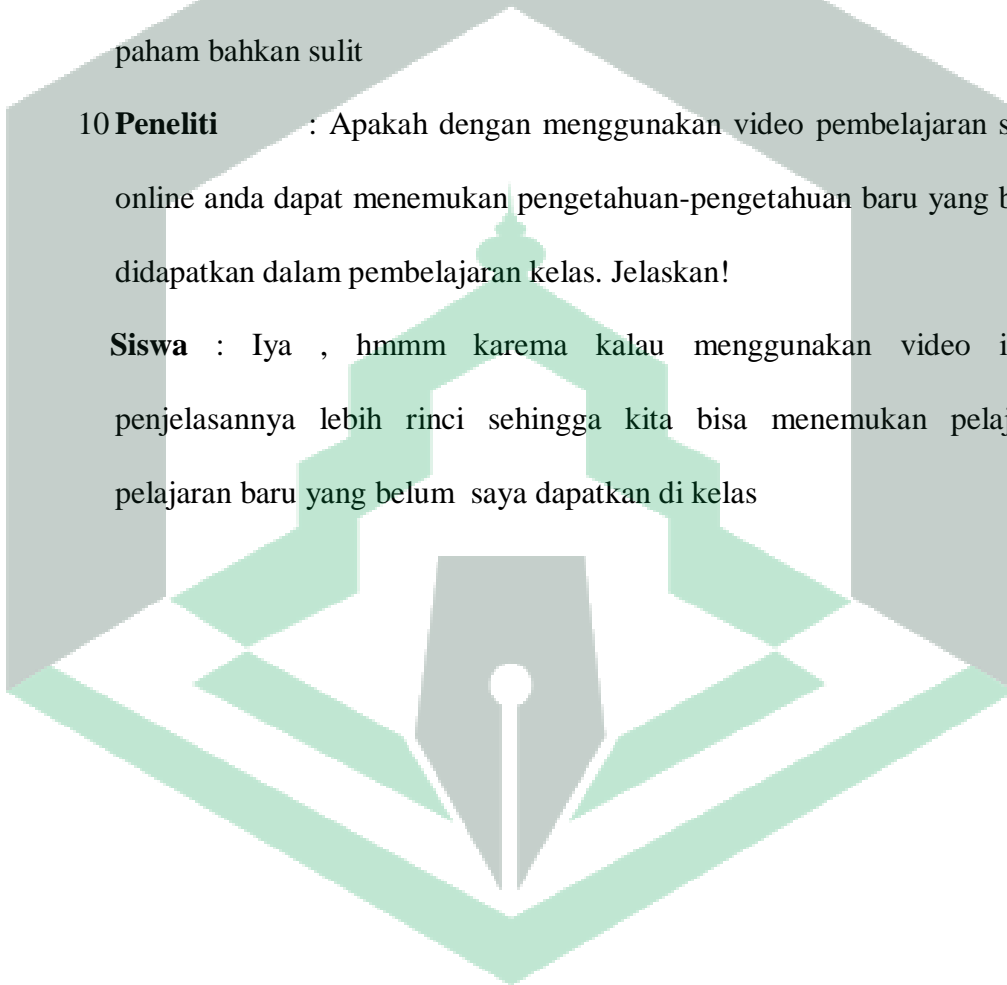 paham bahkan sulit
10 Peneliti : Apakah dengan menggunakan video pembelajaran
online anda dapat menemukan pengetahuan-pengetahuan baru yang
didapatkan dalam pembelajaran kelas. Jelaskan!
Siswa : Iya , hmmm karema kalau menggunakan video
penjelasannya lebih rinci sehingga kita bisa menemukan
pelajaran baru yang belum saya dapatkan di kelas